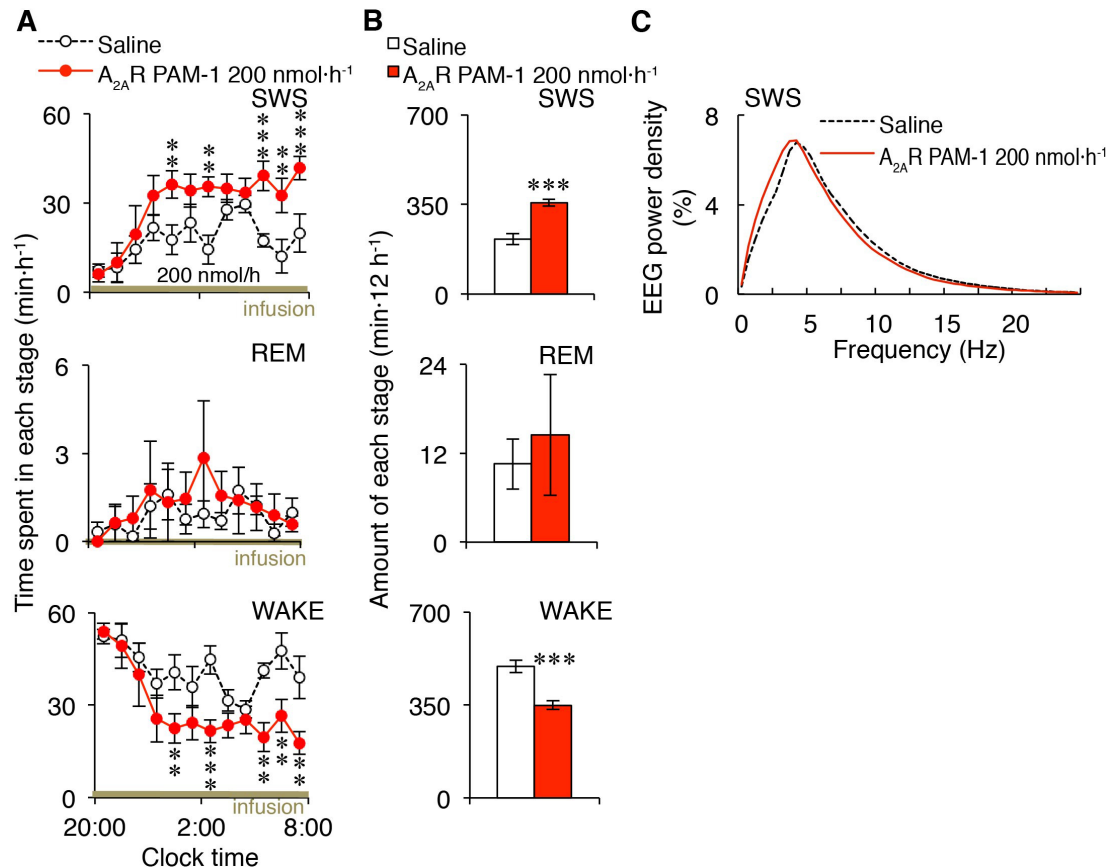 A
Saline
A2AR PAM-1 200 nmol·h-1
Time spent in each stage (min·h-1)
SWS
60
30
0
** ** *** ** ***
200 nmol/h
infusion
REM
6
3
0
infusion
WAKE
60
30
0
** *** ** ** **
infusion
20:00 2:00 8:00
Clock time
B
Saline
A2AR PAM-1 200 nmol·h-1
Amount of each stage (min·12 h-1)
SWS
700
350
0
***
REM
24
12
0
WAKE
700
350
0
***
C
SWS
Saline
A2AR PAM-1 200 nmol·h-1
EEG power density
(%)
8
4
0
0 5 10 15 20
Frequency (Hz)